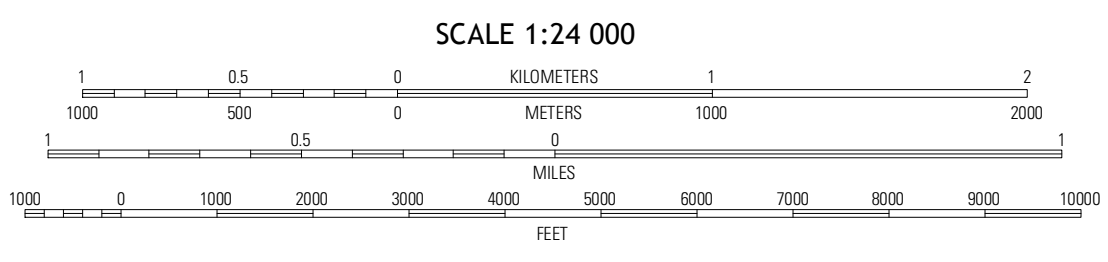 SCALE 1:24 000
1 0.5 0 KILOMETERS 1 2
1000 500 0 METERS 1000 2000
1 0.5 0 1
MILES
1000 0 1000 2000 3000 4000 5000 6000 7000 8000 9000 10000
FEET